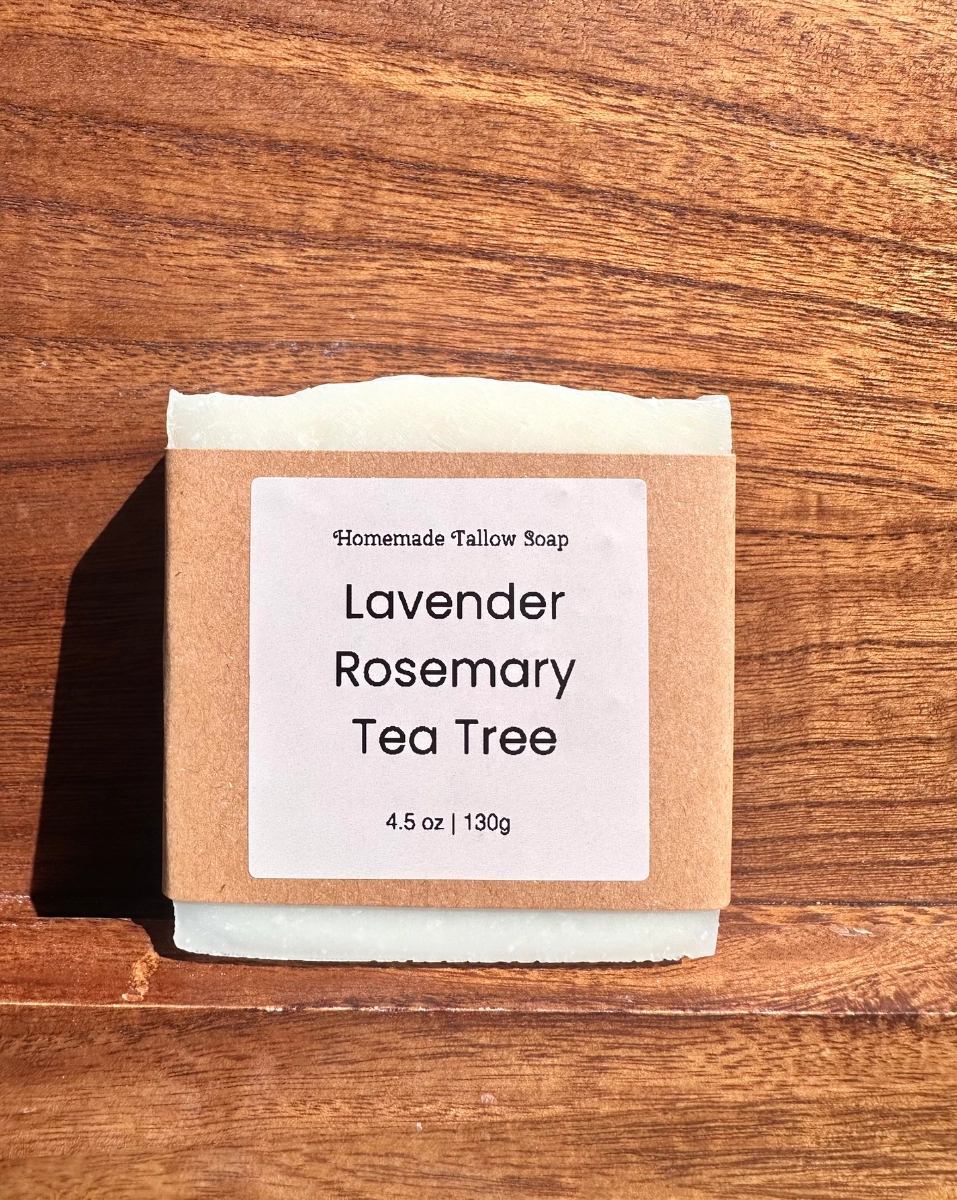 Homemade Tallow Soap
Lavender
Rosemary
Tea Tree
4.5 oz | 130g